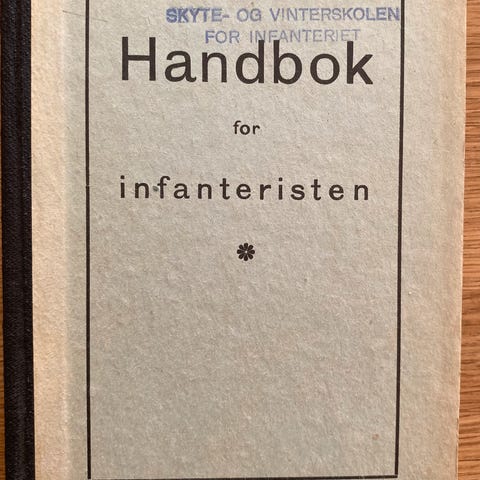 SKYTE- OG VINTERSKOLEN
FOR INFANTERIET
Handbok
for
infanteristen